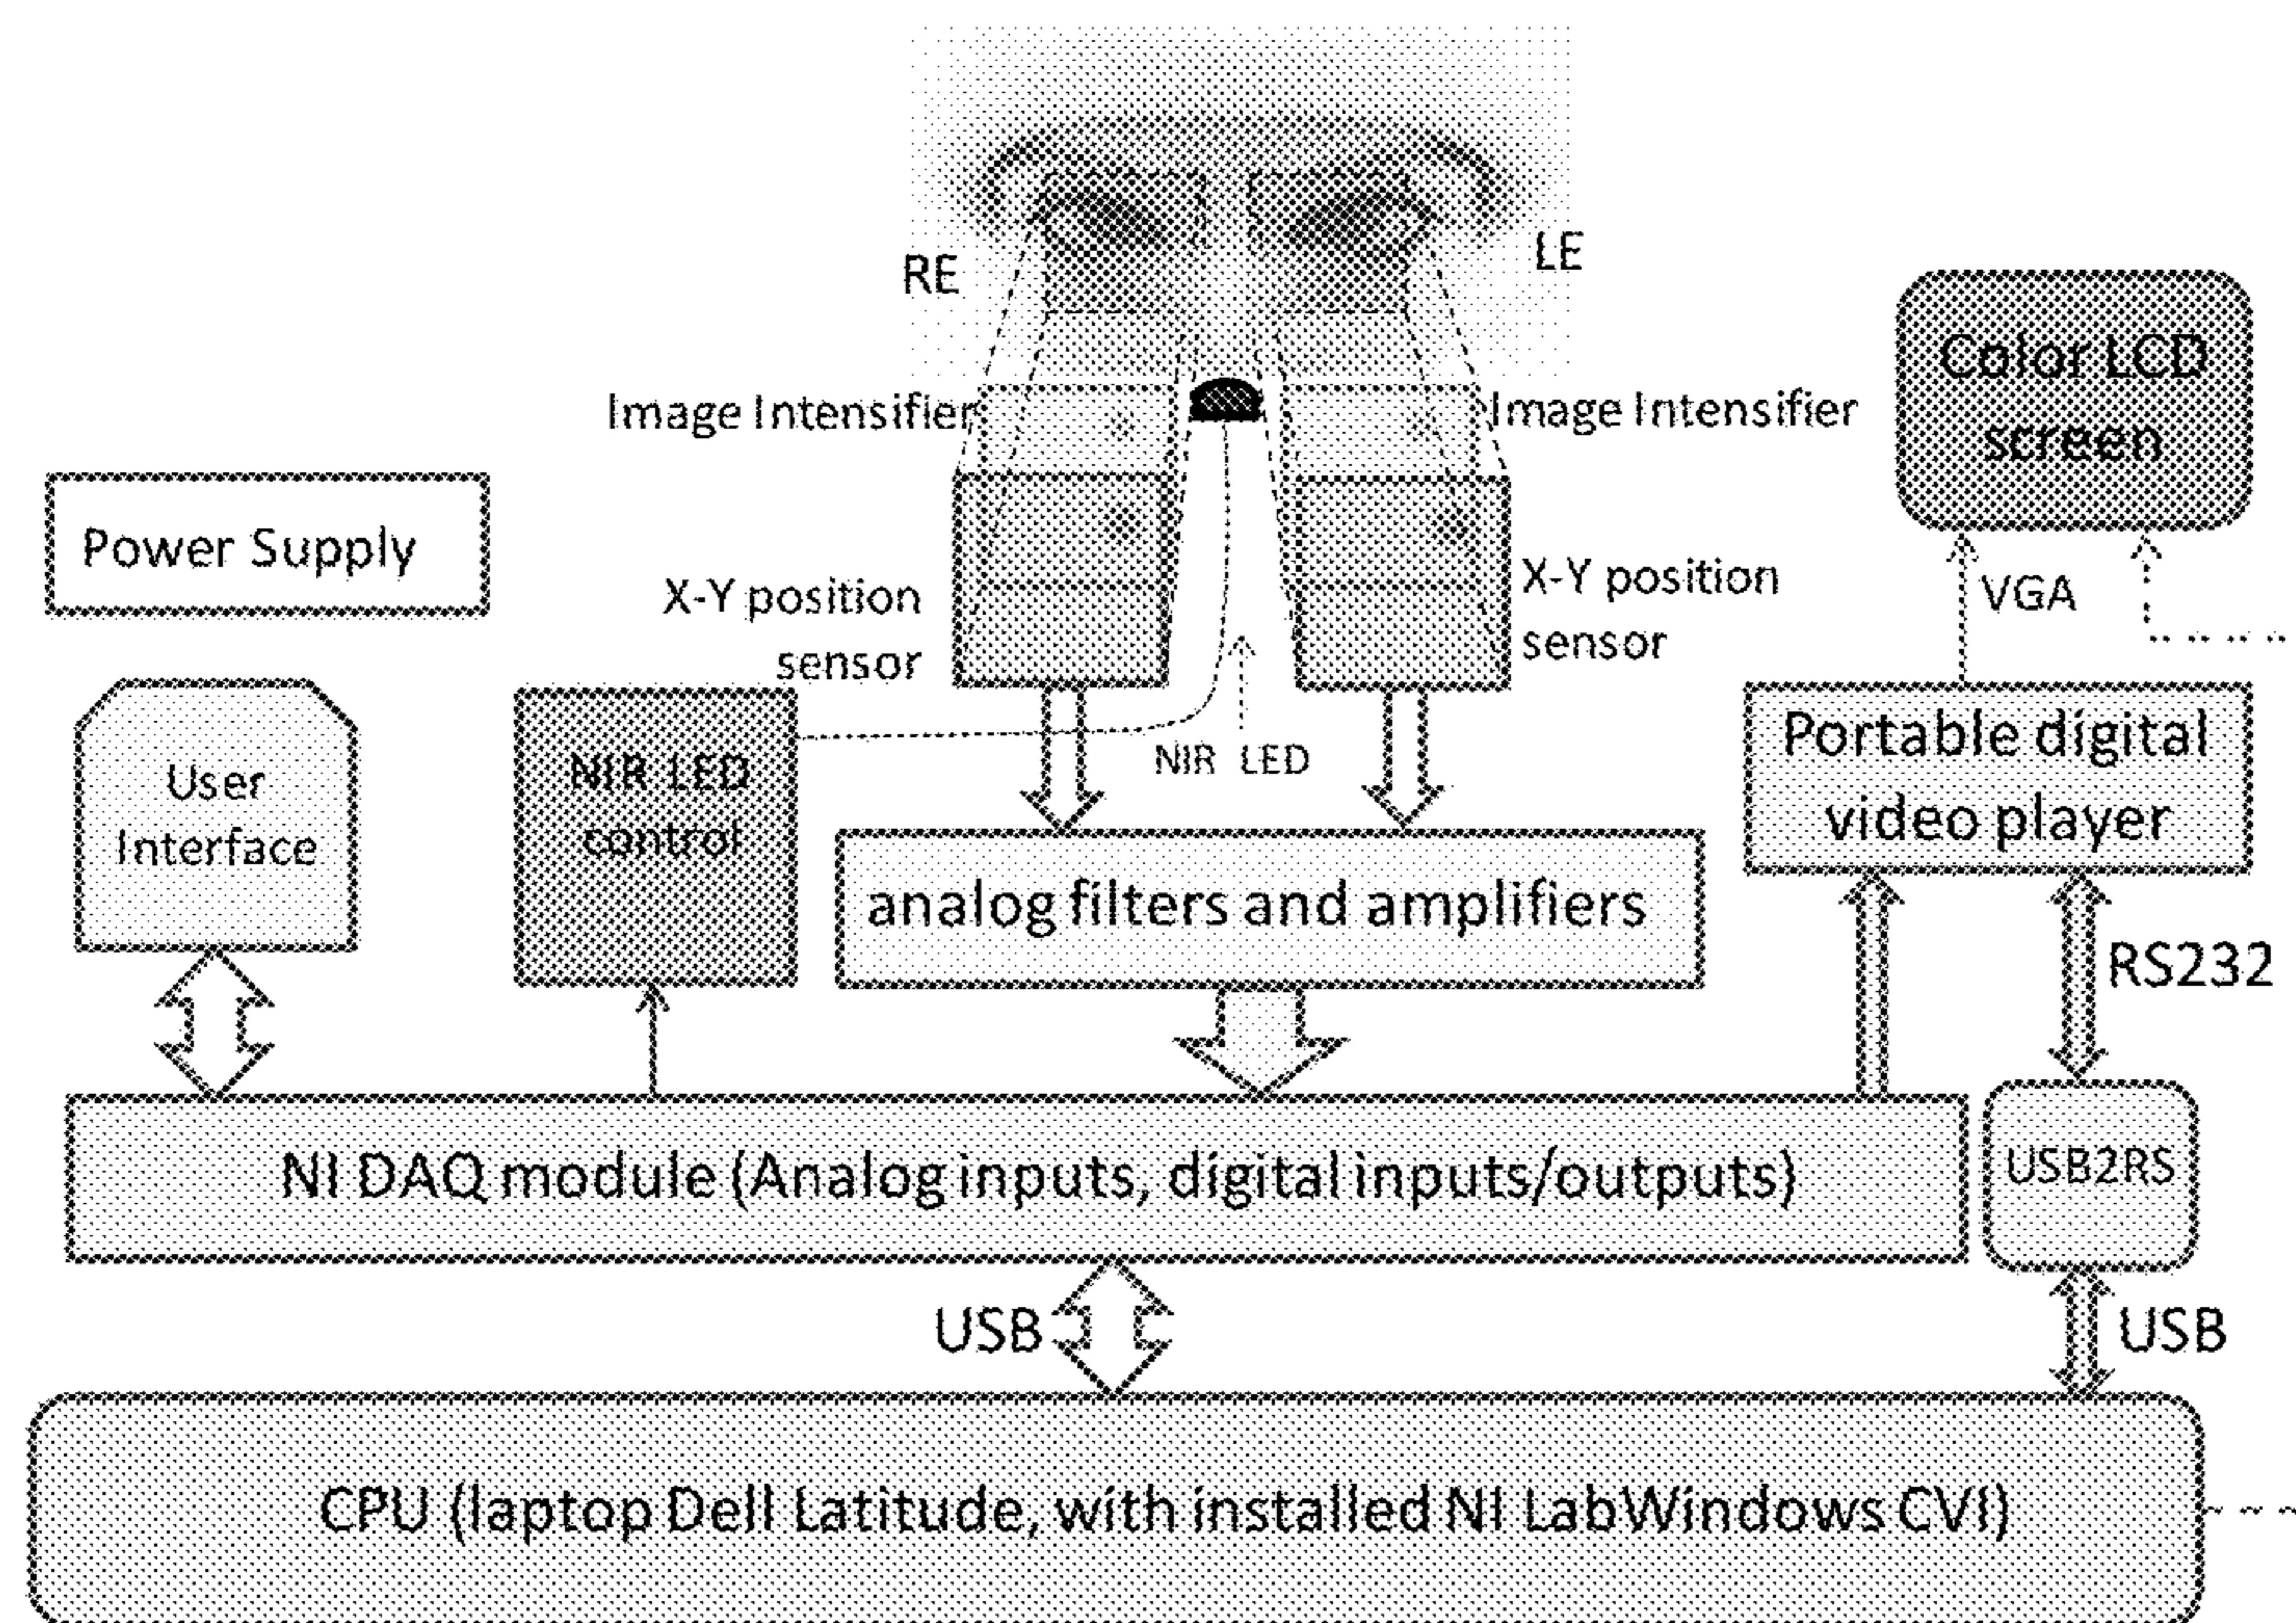 RE
LE
Image Intensifier
Image Intensifier
Color LCD
screen
Power Supply
X-Y position
sensor
X-Y position
sensor
VGA
User
Interface
NIR LED
control
NIR LED
Portable digital
video player
analog filters and amplifiers
RS232
NI DAQ module (Analog inputs, digital inputs/outputs)
USB2RS
USB
USB
CPU (laptop Dell Latitude, with installed NI LabWindows CVI)